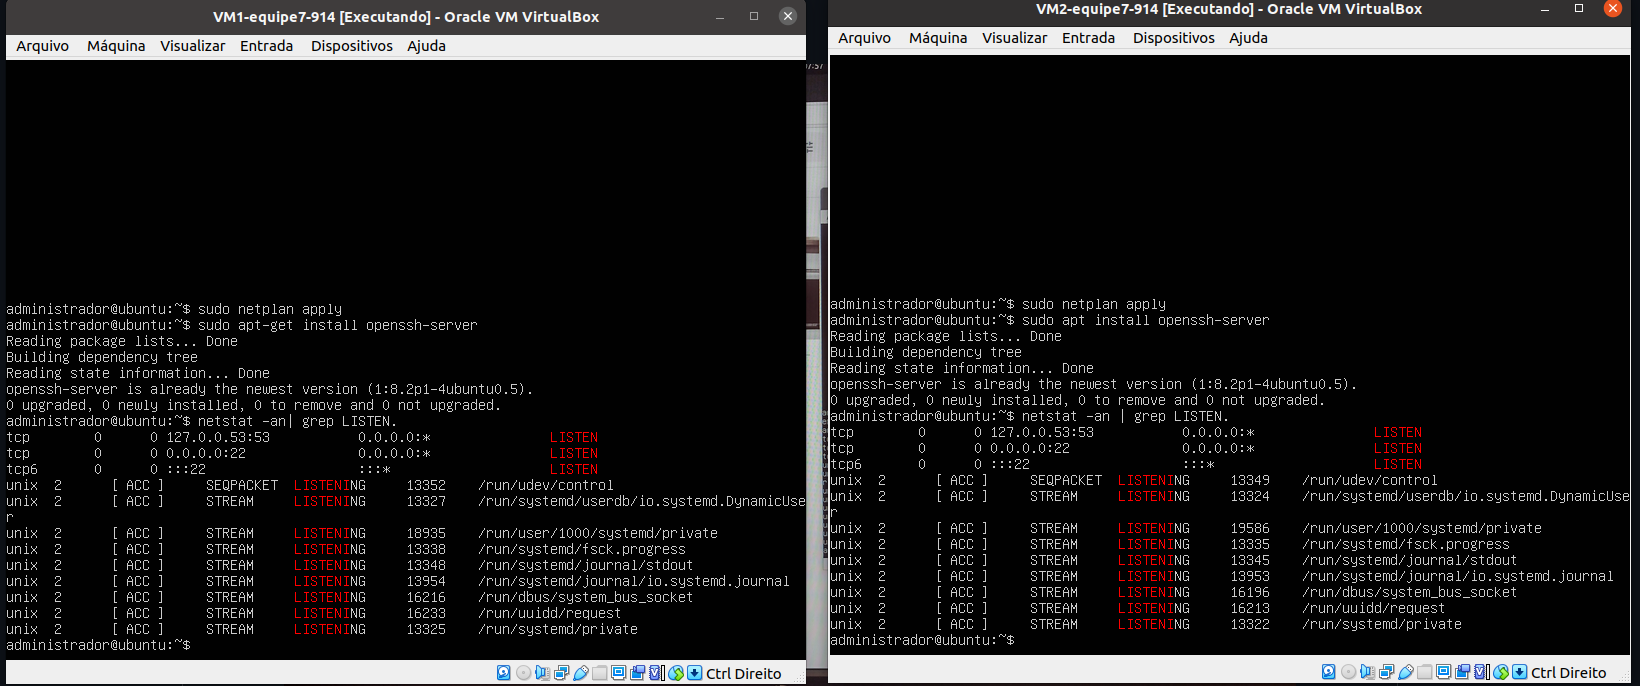 VM1-equipe7-914 [Executando] - Oracle VM VirtualBox
Arquivo Máquina Visualizar Entrada Dispositivos Ajuda
administrador@ubuntu:~$ sudo netplan apply
administrador@ubuntu:~$ sudo apt-get install openssh-server
Reading package lists... Done
Building dependency tree
Reading state information... Done
openssh-server is already the newest version (1:8.2p1-4ubuntu0.5).
0 upgraded, 0 newly installed, 0 to remove and 0 not upgraded.
administrador@ubuntu:~$ netstat -an| grep LISTEN.
tcp 0 0 127.0.0.53:53 0.0.0.0:* LISTEN
tcp 0 0 0.0.0.0:22 0.0.0.0:* LISTEN
tcp6 0 0 :::22 :::* LISTEN
unix 2 [ ACC ] SEQPACKET LISTENING 13352 /run/udev/control
unix 2 [ ACC ] STREAM LISTENING 13327 /run/systemd/userdb/io.systemd.DynamicUse
r
unix 2 [ ACC ] STREAM LISTENING 18935 /run/user/1000/systemd/private
unix 2 [ ACC ] STREAM LISTENING 13338 /run/systemd/fsck.progress
unix 2 [ ACC ] STREAM LISTENING 13348 /run/systemd/journal/stdout
unix 2 [ ACC ] STREAM LISTENING 13954 /run/systemd/journal/io.systemd.journal
unix 2 [ ACC ] STREAM LISTENING 16216 /run/dbus/system_bus_socket
unix 2 [ ACC ] STREAM LISTENING 16233 /run/uuidd/request
unix 2 [ ACC ] STREAM LISTENING 13325 /run/systemd/private
administrador@ubuntu:~$
Ctrl Direito
VM2-equipe7-914 [Executando] - Oracle VM VirtualBox
Arquivo Máquina Visualizar Entrada Dispositivos Ajuda
administrador@ubuntu:~$ sudo netplan apply
administrador@ubuntu:~$ sudo apt install openssh-server
Reading package lists... Done
Building dependency tree
Reading state information... Done
openssh-server is already the newest version (1:8.2p1-4ubuntu0.5).
0 upgraded, 0 newly installed, 0 to remove and 0 not upgraded.
administrador@ubuntu:~$ netstat -an | grep LISTEN.
tcp 0 0 127.0.0.53:53 0.0.0.0:* LISTEN
tcp 0 0 0.0.0.0:22 0.0.0.0:* LISTEN
tcp6 0 0 :::22 :::* LISTEN
unix 2 [ ACC ] SEQPACKET LISTENING 13349 /run/udev/control
unix 2 [ ACC ] STREAM LISTENING 13324 /run/systemd/userdb/io.systemd.DynamicUse
r
unix 2 [ ACC ] STREAM LISTENING 19586 /run/user/1000/systemd/private
unix 2 [ ACC ] STREAM LISTENING 13335 /run/systemd/fsck.progress
unix 2 [ ACC ] STREAM LISTENING 13345 /run/systemd/journal/stdout
unix 2 [ ACC ] STREAM LISTENING 13953 /run/systemd/journal/io.systemd.journal
unix 2 [ ACC ] STREAM LISTENING 16196 /run/dbus/system_bus_socket
unix 2 [ ACC ] STREAM LISTENING 16213 /run/uuidd/request
unix 2 [ ACC ] STREAM LISTENING 13322 /run/systemd/private
administrador@ubuntu:~$
Ctrl Direito